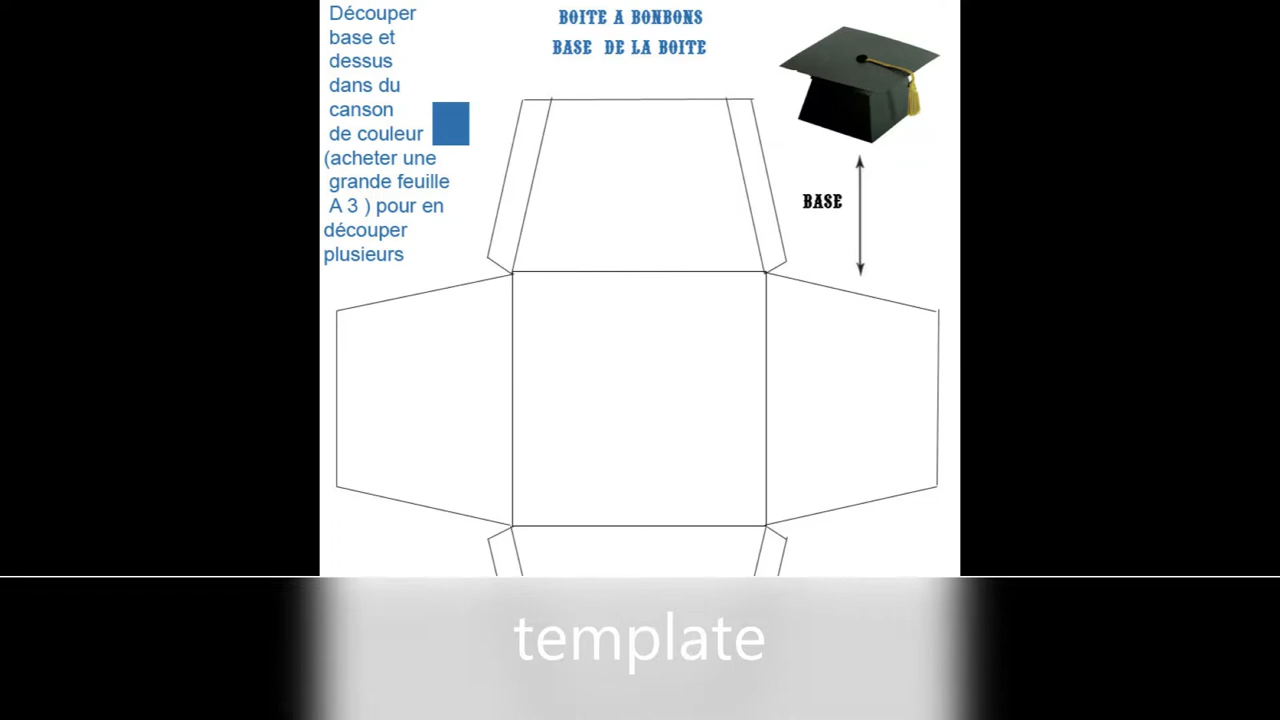 Découper
base et
dessus
dans du
canson
de couleur
(acheter une
grande feuille
A 3 ) pour en
découper
plusieurs
BOITE A BONBONS
BASE DE LA BOITE
BASE
template